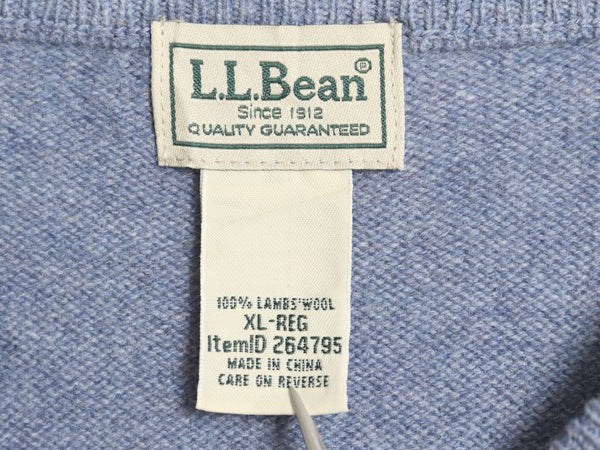 L.L.Bean®
Since 1912
QUALITY GUARANTEED
100% LAMBS'WOOL
XL-REG
ItemID 264795
MADE IN CHINA
CARE ON REVERSE